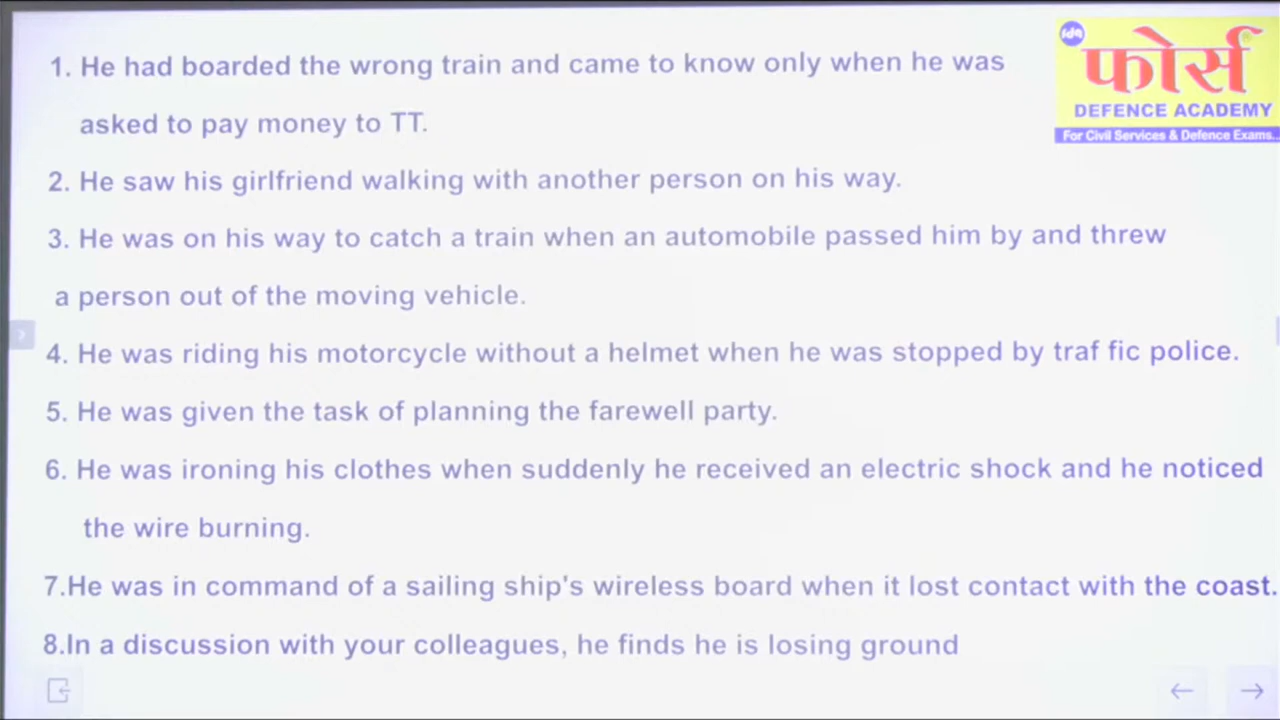 1. He had boarded the wrong train and came to know only when he was
asked to pay money to TT.
2. He saw his girlfriend walking with another person on his way.
3. He was on his way to catch a train when an automobile passed him by and threw
a person out of the moving vehicle.
4. He was riding his motorcycle without a helmet when he was stopped by traf fic police.
5. He was given the task of planning the farewell party.
6. He was ironing his clothes when suddenly he received an electric shock and he noticed
the wire burning.
7.He was in command of a sailing ship's wireless board when it lost contact with the coast.
8.In a discussion with your colleagues, he finds he is losing ground
fda
फोर्स
DEFENCE ACADEMY
For Civil Services & Defence Exams..